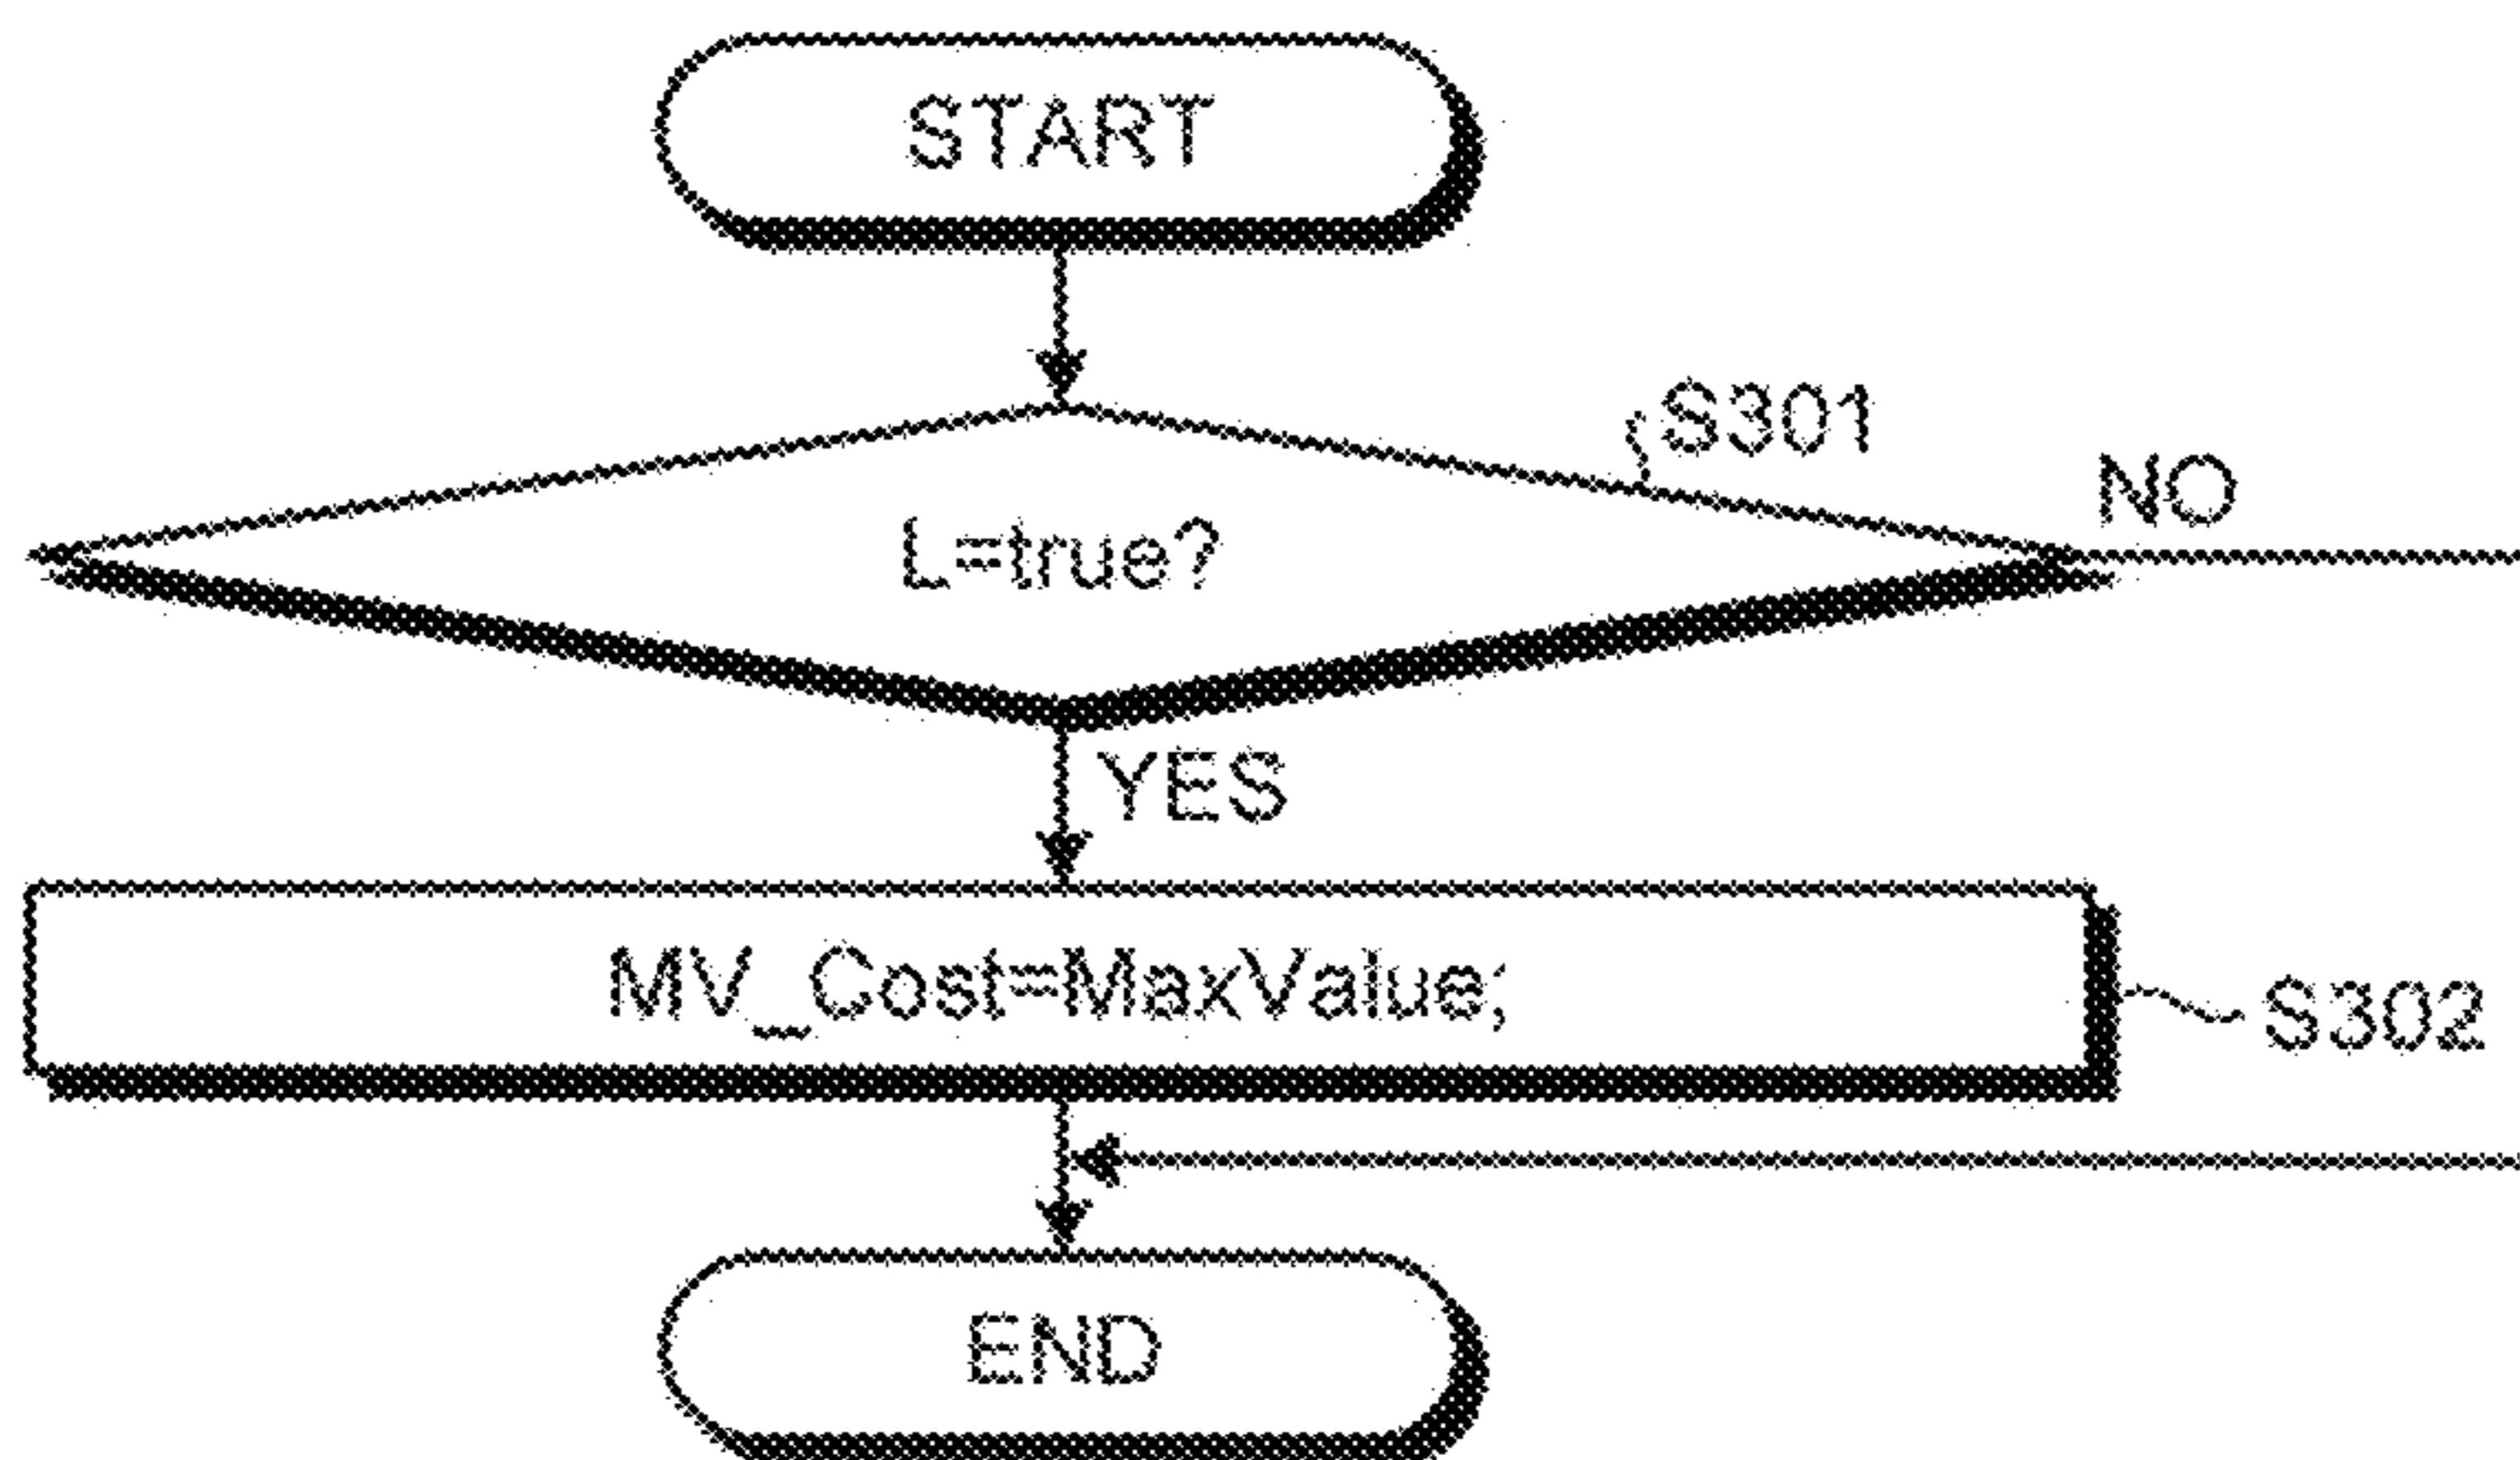 START
S301
NO
L=true?
YES
MV_Cost=MaxValue;
S302
END